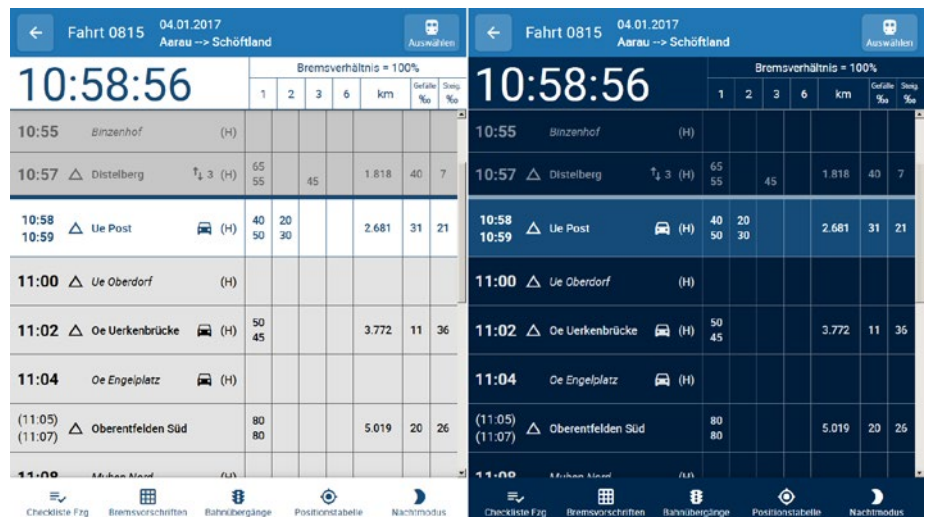 Fahrt 0815
04.01.2017
Aarau --> Schöftland
Auswählen
10:58:56
Bremsverhältnis = 100%
1 2 3 6 km Gefälle ‰ Steig. ‰
10:55 Binzenhof (H)
10:57 Distelberg 3 (H) 65 55 45 1.818 40 7
10:58 10:59 Ue Post (H) 40 50 20 30 2.681 31 21
11:00 Ue Oberdorf (H)
11:02 Oe Uerkenbrücke (H) 50 45 3.772 11 36
11:04 Oe Engelplatz (H)
(11:05) (11:07) Oberentfelden Süd 80 80 5.019 20 26
11:08 Muhen Nord (H)
Checkliste Fzg Bremsvorschriften Bahnübergänge Positionstabelle Nachtmodus
Fahrt 0815
04.01.2017
Aarau --> Schöftland
Auswählen
10:58:56
Bremsverhältnis = 100%
1 2 3 6 km Gefälle ‰ Steig. ‰
10:55 Binzenhof (H)
10:57 Distelberg 3 (H) 65 55 45 1.818 40 7
10:58 10:59 Ue Post (H) 40 50 20 30 2.681 31 21
11:00 Ue Oberdorf (H)
11:02 Oe Uerkenbrücke (H) 50 45 3.772 11 36
11:04 Oe Engelplatz (H)
(11:05) (11:07) Oberentfelden Süd 80 80 5.019 20 26
11:08 Muhen Nord (H)
Checkliste Fzg Bremsvorschriften Bahnübergänge Positionstabelle Nachtmodus